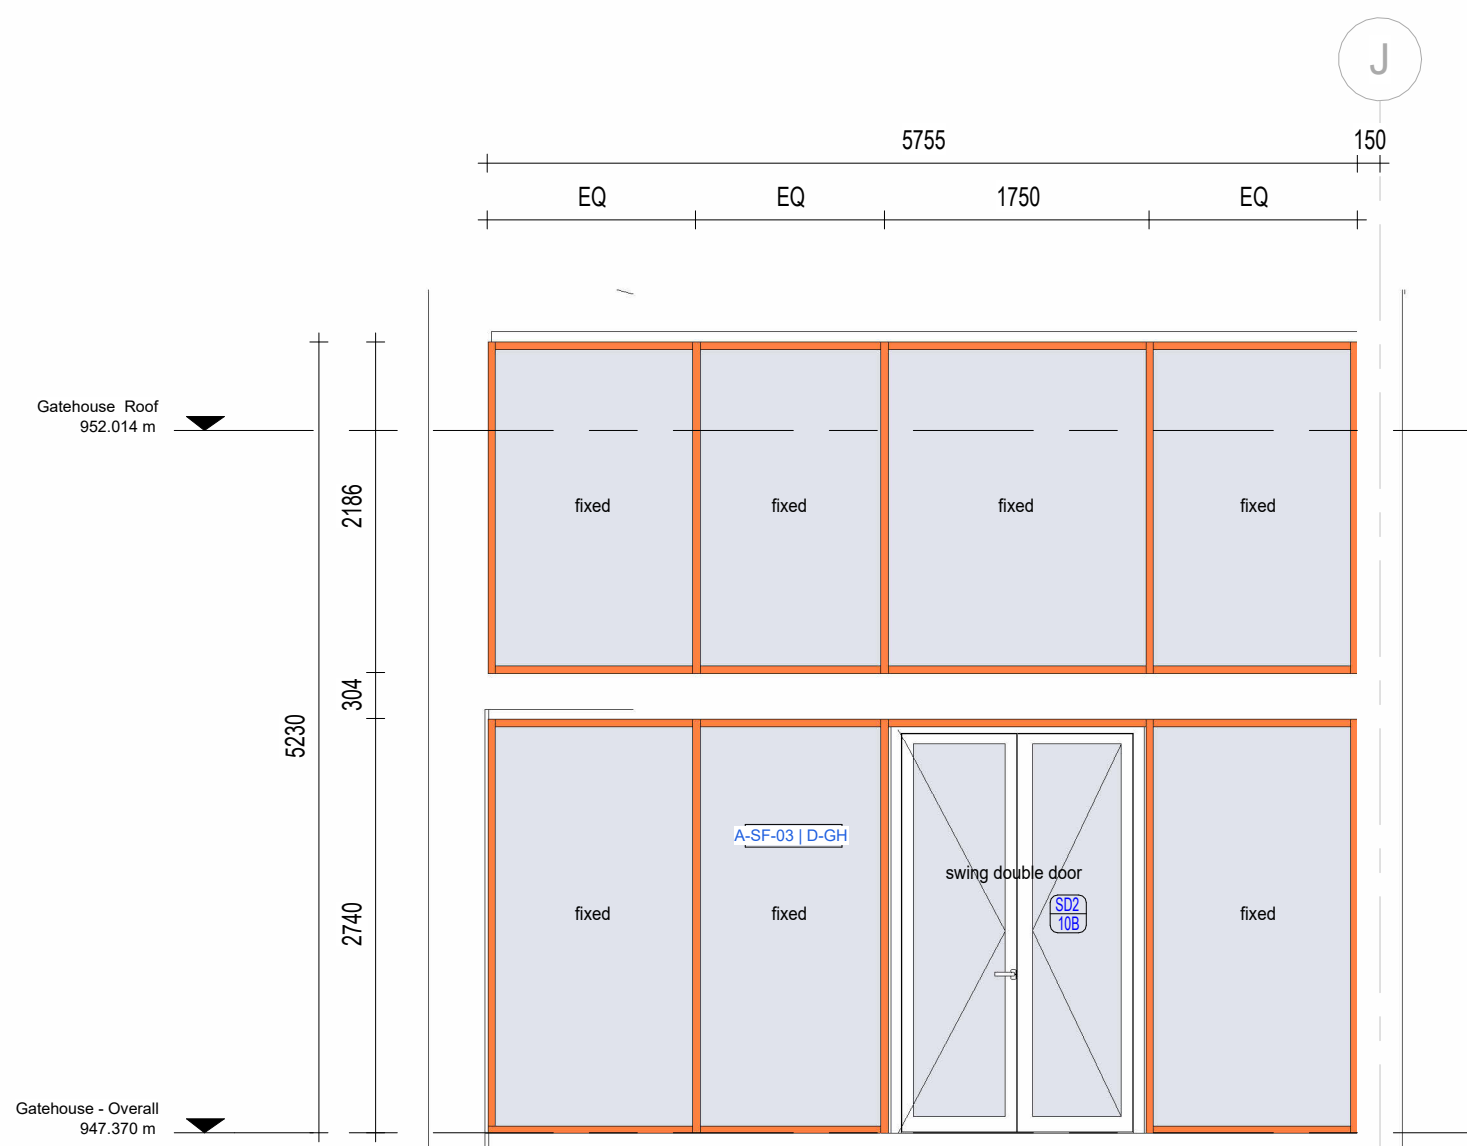 J
5755
150
EQ
EQ
1750
EQ
Gatehouse Roof
952.014 m
2186
fixed
fixed
fixed
fixed
304
5230
A-SF-03 | D-GH
swing double door
SD2
10B
2740
fixed
fixed
fixed
Gatehouse - Overall
947.370 m